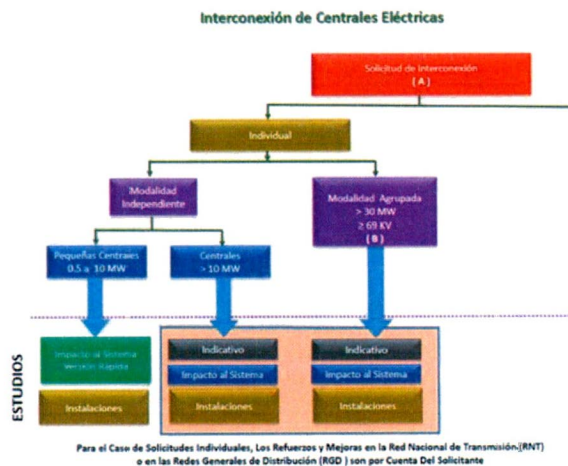 Interconexión de Centrales Eléctricas
Solicitud de Interconexión
( A )
Individual
Modalidad
Independiente
Modalidad Agrupada
> 30 MW
≥ 69 KV
( B )
Pequeñas Centrales
0.5 a 10 MW
Centrales
> 10 MW
ESTUDIOS
Impacto al Sistema
Versión Rápida
Indicativo
Indicativo
Impacto al Sistema
Impacto al Sistema
Instalaciones
Instalaciones
Instalaciones
Para el Caso de Solicitudes Individuales, Los Refuerzos y Mejoras en la Red Nacional de Transmisión.(RNT)
o en las Redes Generales de Distribución (RGD ) son por Cuenta Del Solicitante